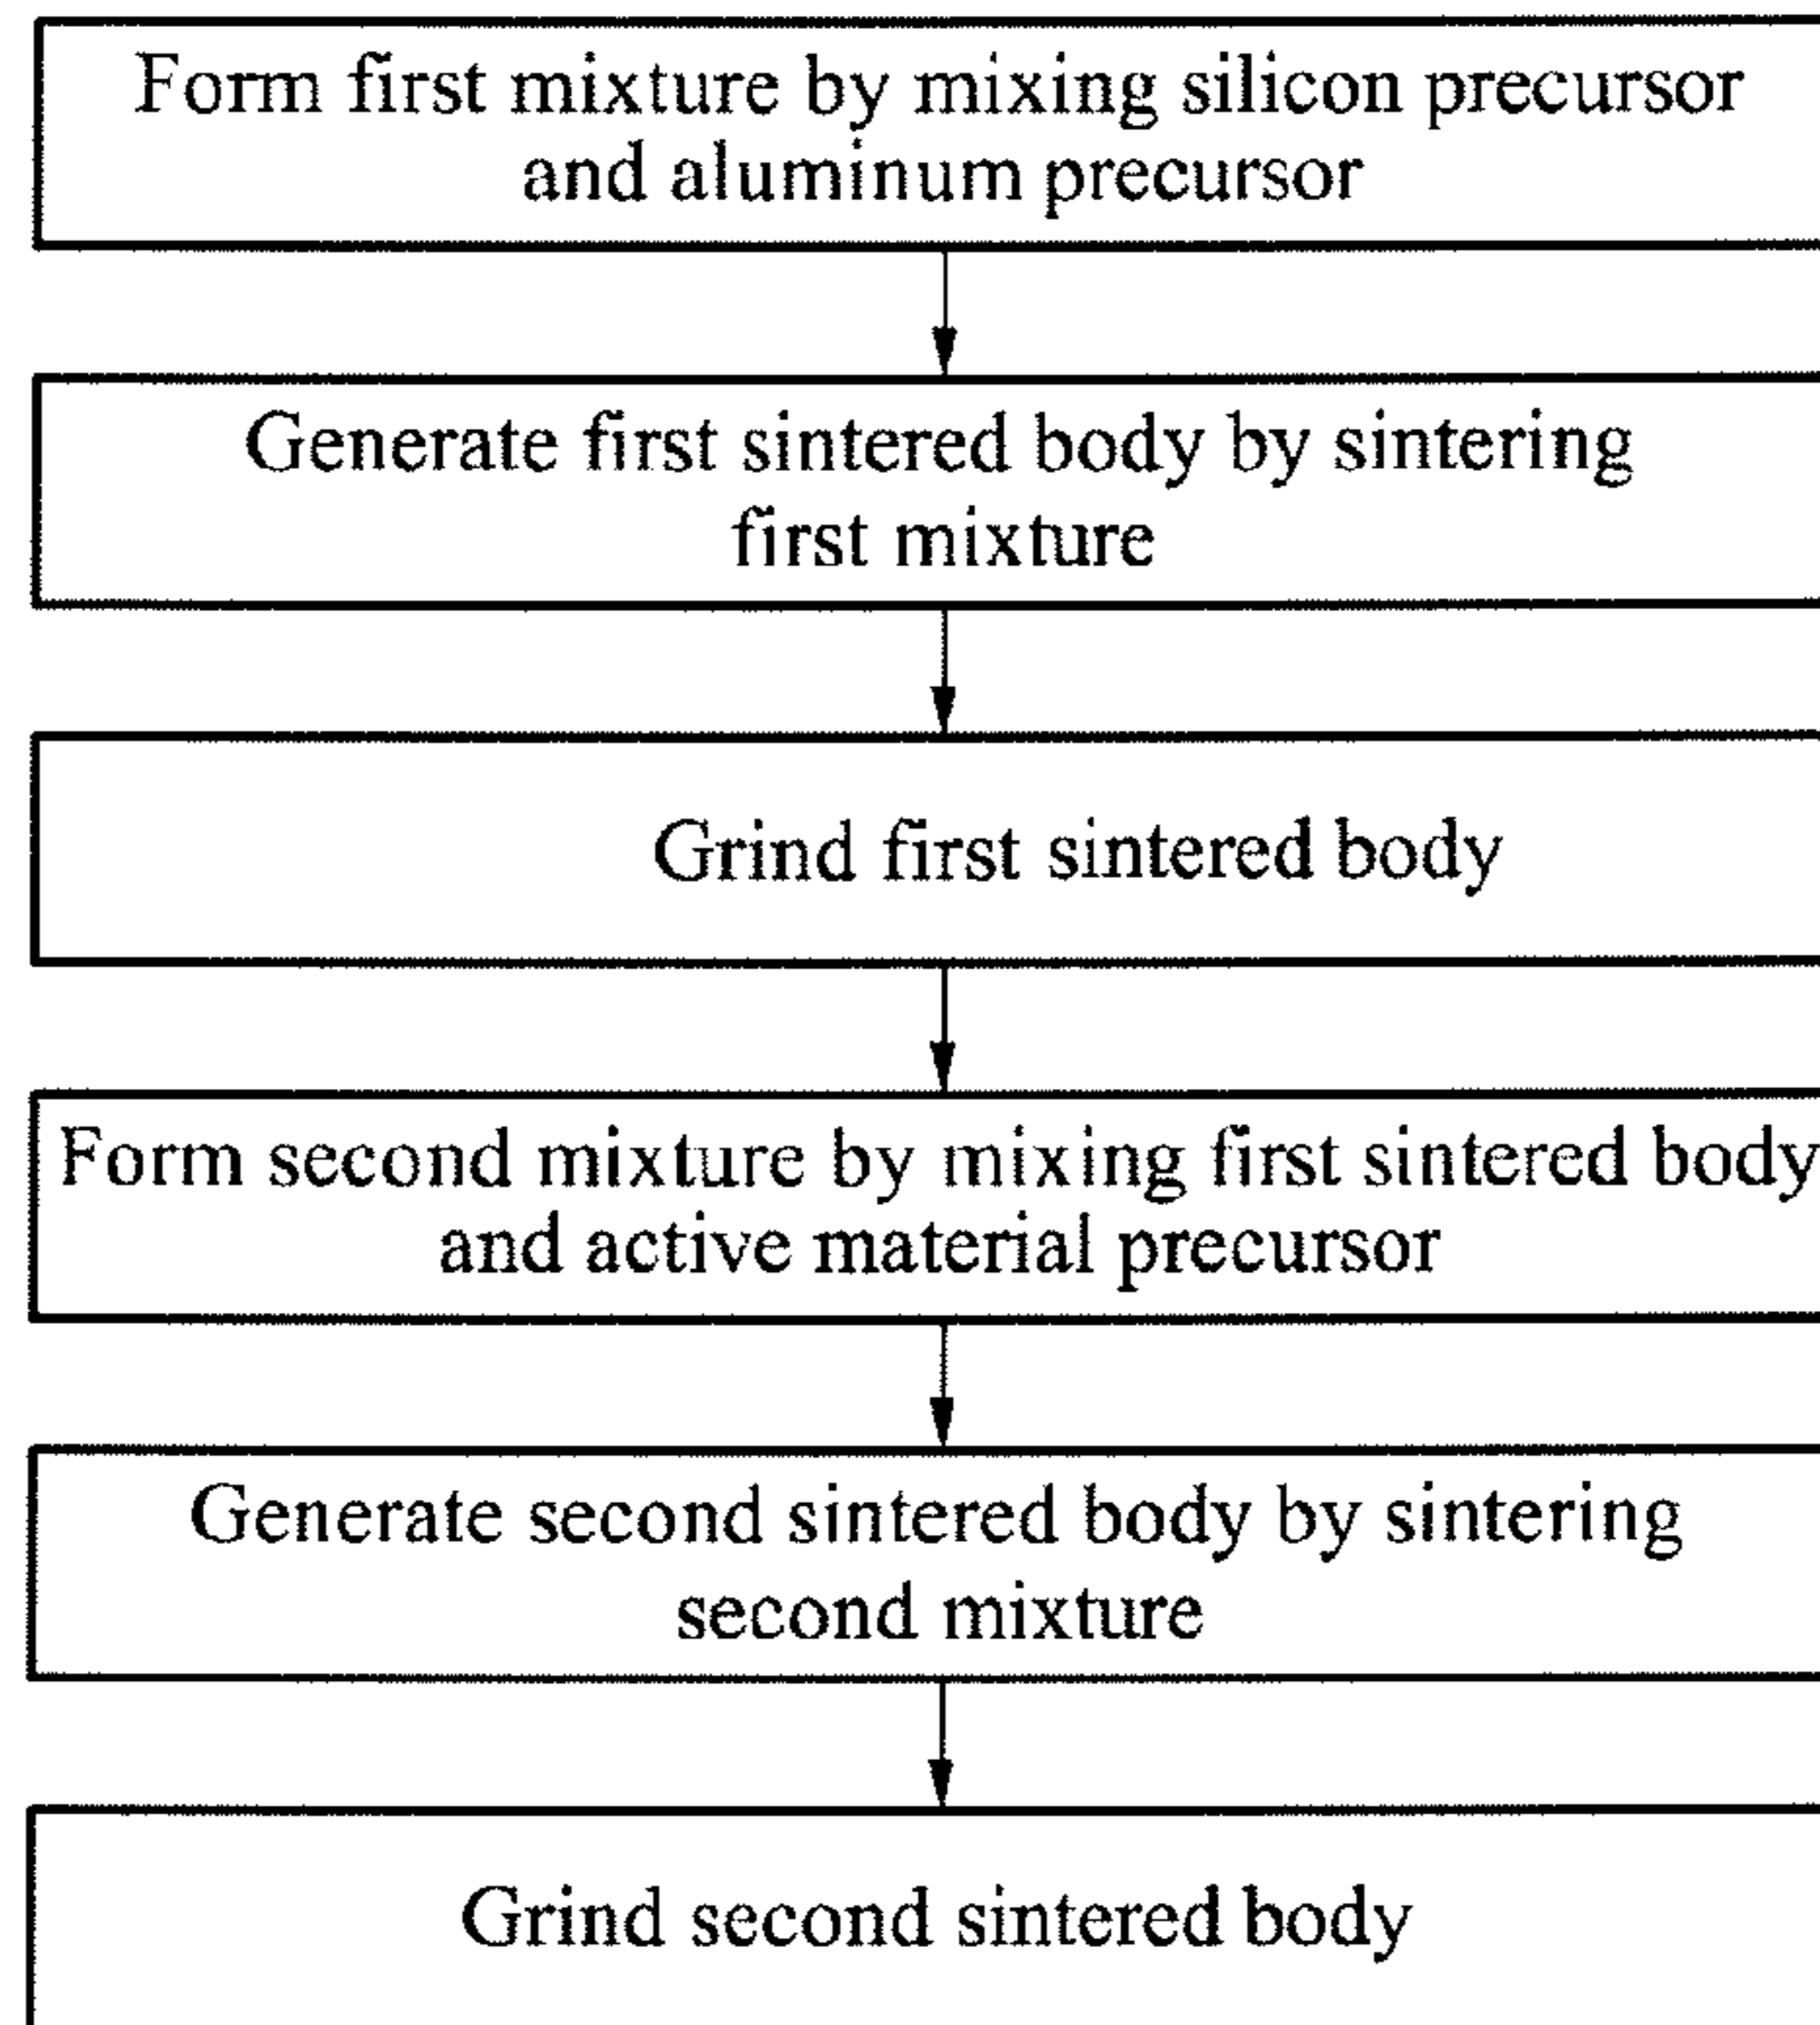 Form first mixture by mixing silicon precursor
and aluminum precursor
Generate first sintered body by sintering
first mixture
Grind first sintered body
Form second mixture by mixing first sintered body
and active material precursor
Generate second sintered body by sintering
second mixture
Grind second sintered body